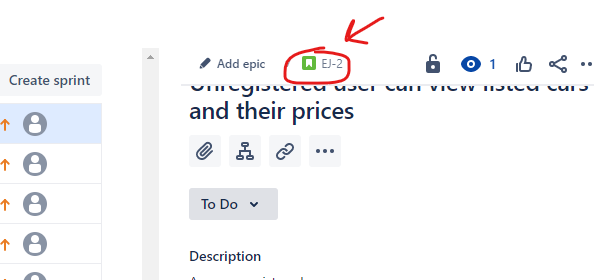 Add epic
EJ-2
1
Create sprint
Unregistered user can view listed cars
and their prices
To Do
Description